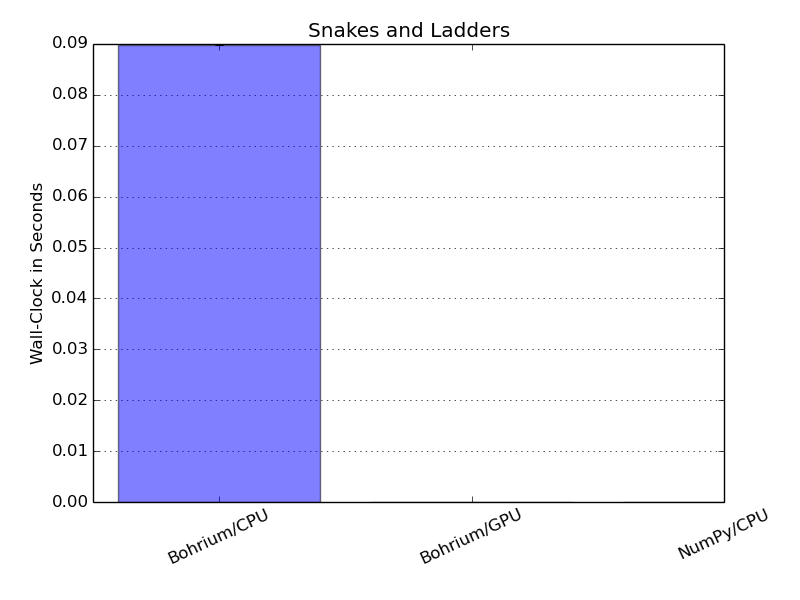 Snakes and Ladders
Wall-Clock in Seconds
0.09
0.08
0.07
0.06
0.05
0.04
0.03
0.02
0.01
0.00
Bohrium/CPU
Bohrium/GPU
NumPy/CPU